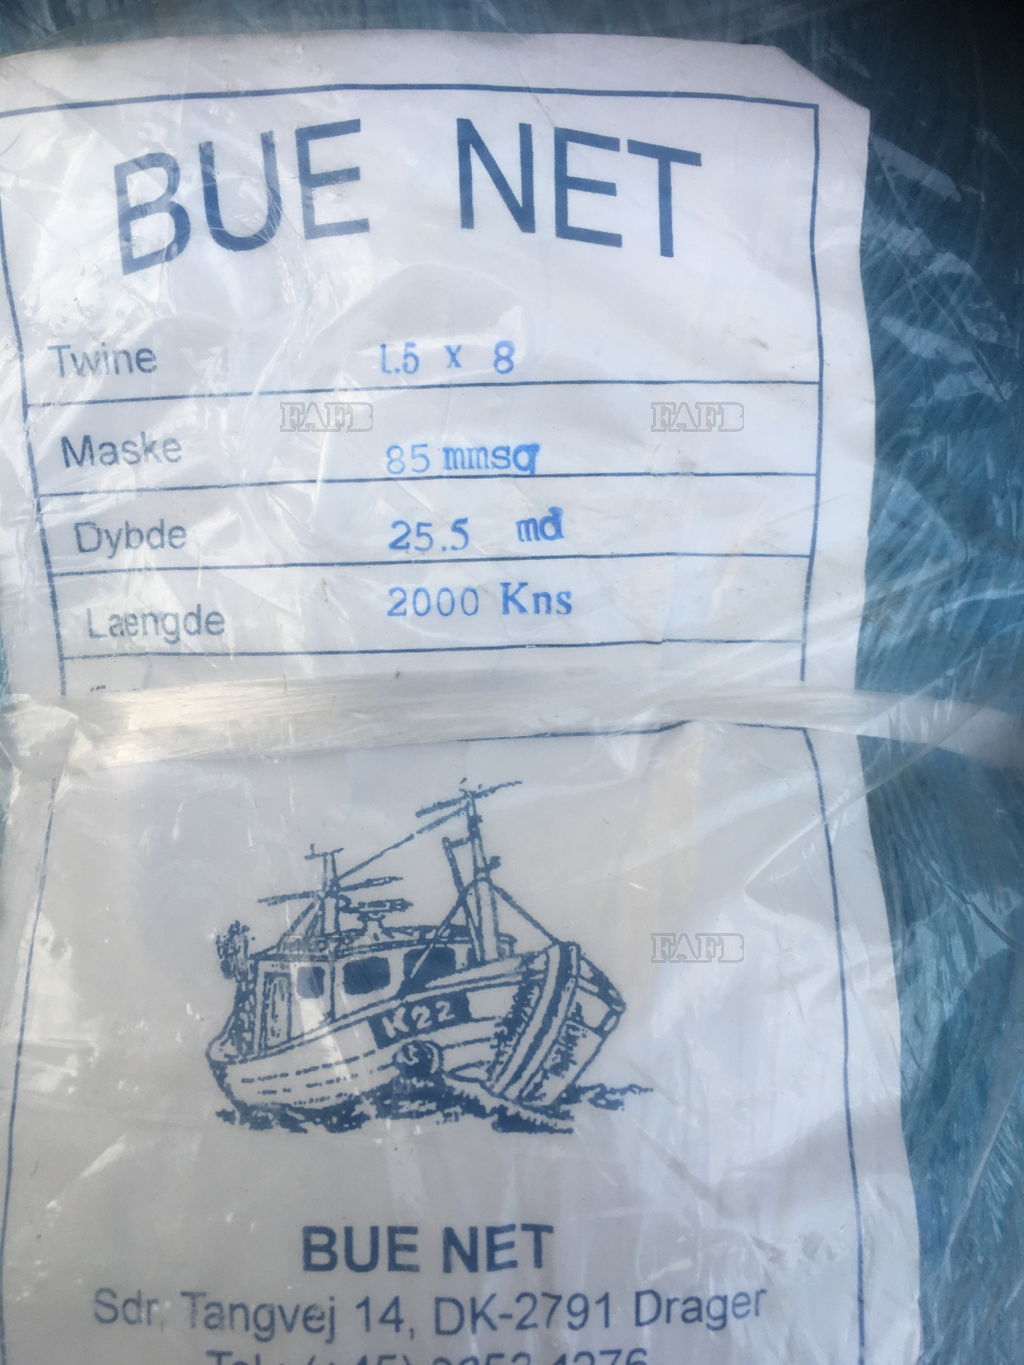 BUE NET
Twine 1.5 x 8
Maske 85 mmsq
Dybde 25.5 md
Laengde 2000 Kns
FAFB FAFB
K22
FAFB FAFB
BUE NET
Sdr. Tangvej 14, DK-2791 Drager